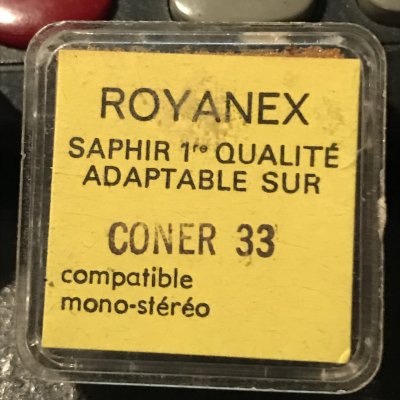 ROYANEX
SAPHIR 1re QUALITÉ
ADAPTABLE SUR
CONER 33
compatible
mono-stéréo